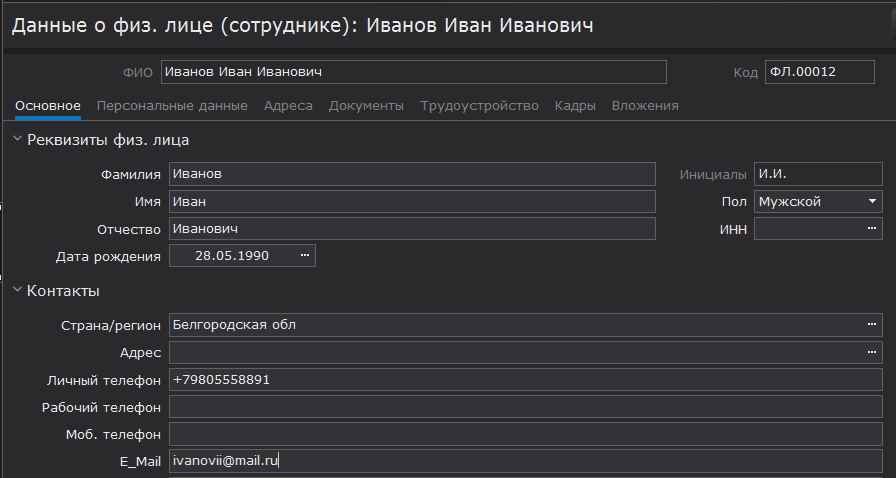 Данные о физ. лице (сотруднике): Иванов Иван Иванович
ФИО Иванов Иван Иванович Код ФЛ.00012
Основное Персональные данные Адреса Документы Трудоустройство Кадры Вложения
Реквизиты физ. лица
Фамилия Иванов Инициалы И.И.
Имя Иван Пол Мужской
Отчество Иванович ИНН ...
Дата рождения 28.05.1990 ...
Контакты
Страна/регион Белгородская обл ...
Адрес ...
Личный телефон +79805558891
Рабочий телефон
Моб. телефон
E_Mail ivanovii@mail.ru